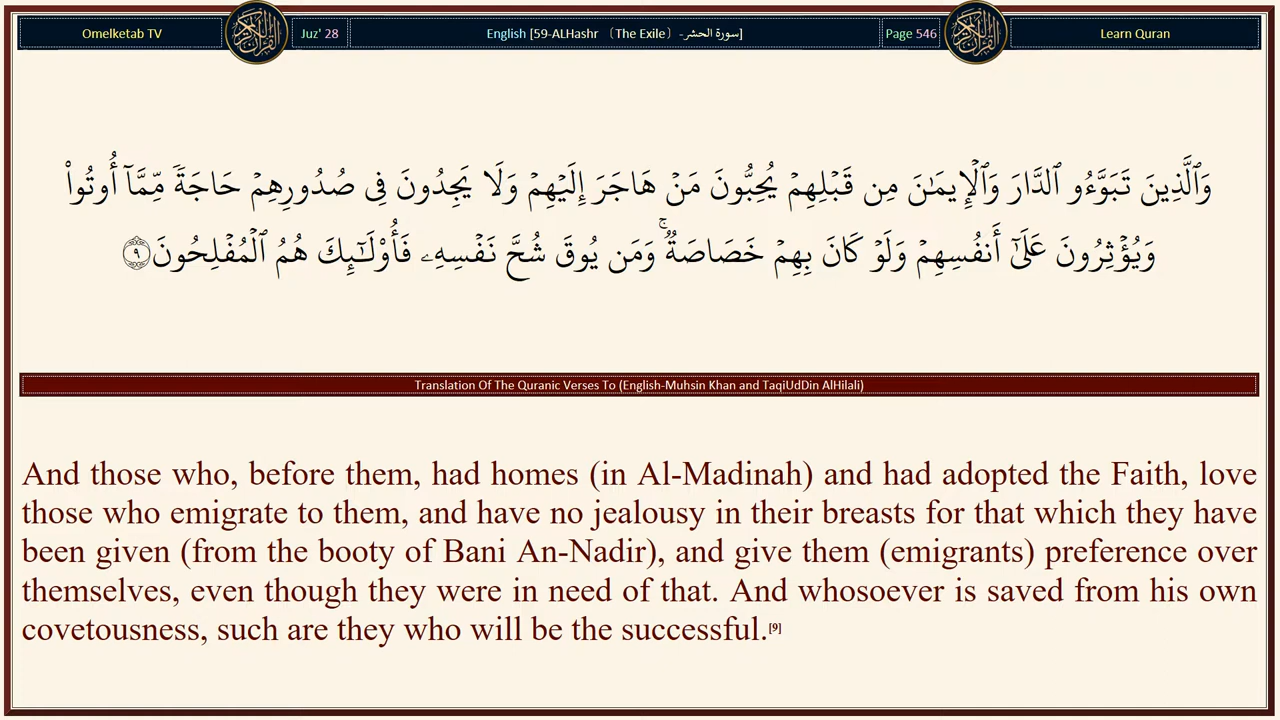 Omelketab TV
Juz' 28
English [59-ALHashr （The Exile） -سورة الحشر]
Page 546
Learn Quran
وَٱلَّذِينَ تَبَوَّءُو ٱلدَّارَ وَٱلْإِيمَٰنَ مِن قَبْلِهِمْ يُحِبُّونَ مَنْ هَاجَرَ إِلَيْهِمْ وَلَا يَجِدُونَ فِى صُدُورِهِمْ حَاجَةً مِّمَّآ أُوتُوا۟
وَيُؤْثِرُونَ عَلَىٰٓ أَنفُسِهِمْ وَلَوْ كَانَ بِهِمْ خَصَاصَةٌ ۚ وَمَن يُوقَ شُحَّ نَفْسِهِۦ فَأُو۟لَٰٓئِكَ هُمُ ٱلْمُفْلِحُونَ ٩
Translation Of The Quranic Verses To (English-Muhsin Khan and TaqiUdDin AlHilali)
And those who, before them, had homes (in Al-Madinah) and had adopted the Faith, love
those who emigrate to them, and have no jealousy in their breasts for that which they have
been given (from the booty of Bani An-Nadir), and give them (emigrants) preference over
themselves, even though they were in need of that. And whosoever is saved from his own
covetousness, such are they who will be the successful.[9]